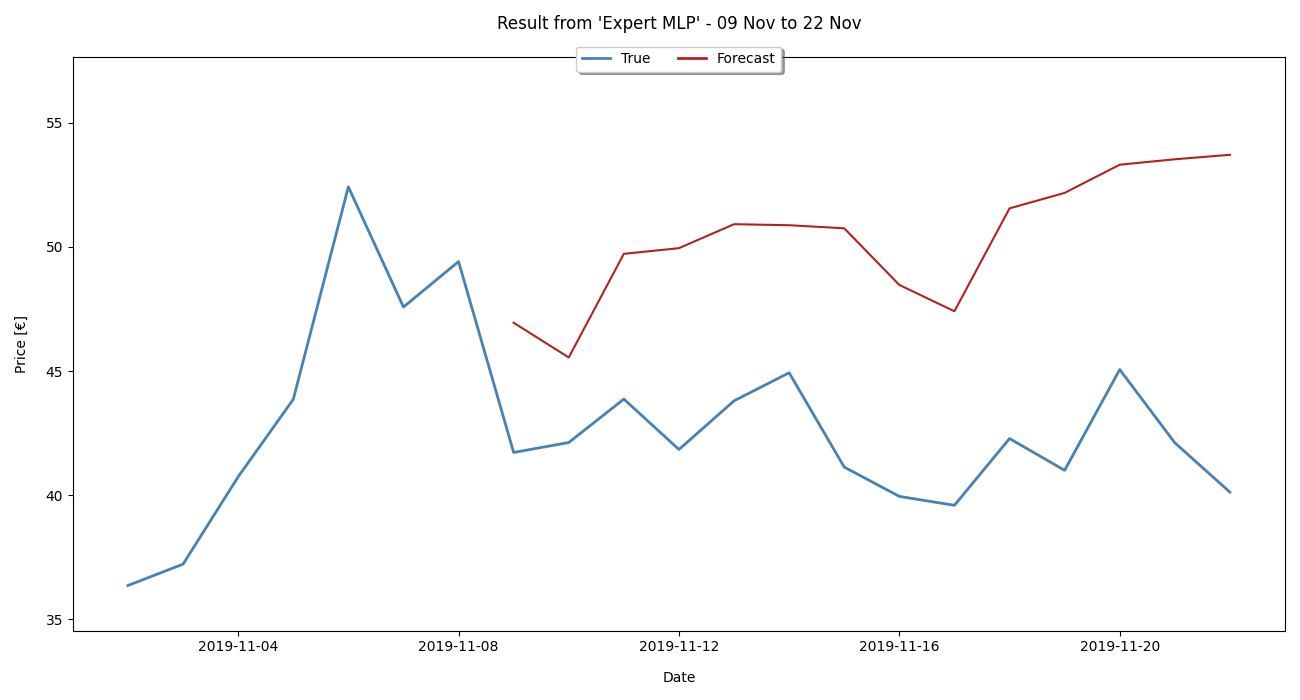 Result from 'Expert MLP' - 09 Nov to 22 Nov
True Forecast
55
50
45
40
35
Price [€]
2019-11-04 2019-11-08 2019-11-12 2019-11-16 2019-11-20
Date